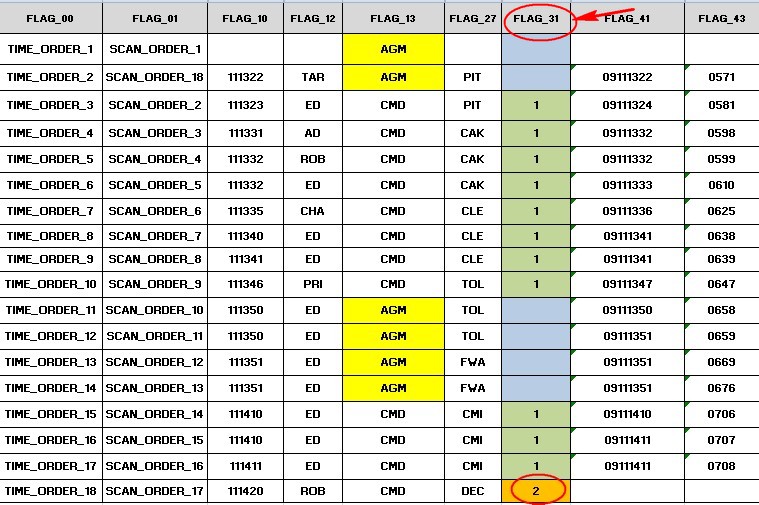 FLAG_00 FLAG_01 FLAG_10 FLAG_12 FLAG_13 FLAG_27 FLAG_31 FLAG_41 FLAG_43
TIME_ORDER_1 SCAN_ORDER_1 AGM
TIME_ORDER_2 SCAN_ORDER_18 111322 TAR AGM PIT 09111322 0571
TIME_ORDER_3 SCAN_ORDER_2 111323 ED CMD PIT 1 09111324 0581
TIME_ORDER_4 SCAN_ORDER_3 111331 AD CMD CAK 1 09111332 0598
TIME_ORDER_5 SCAN_ORDER_4 111332 ROB CMD CAK 1 09111332 0599
TIME_ORDER_6 SCAN_ORDER_5 111332 ED CMD CAK 1 09111333 0610
TIME_ORDER_7 SCAN_ORDER_6 111335 CHA CMD CLE 1 09111336 0625
TIME_ORDER_8 SCAN_ORDER_7 111340 ED CMD CLE 1 09111341 0638
TIME_ORDER_9 SCAN_ORDER_8 111341 ED CMD CLE 1 09111341 0639
TIME_ORDER_10 SCAN_ORDER_9 111346 PRI CMD TOL 1 09111347 0647
TIME_ORDER_11 SCAN_ORDER_10 111350 ED AGM TOL 09111350 0658
TIME_ORDER_12 SCAN_ORDER_11 111350 ED AGM TOL 09111351 0659
TIME_ORDER_13 SCAN_ORDER_12 111351 ED AGM FWA 09111351 0669
TIME_ORDER_14 SCAN_ORDER_13 111351 ED AGM FWA 09111351 0676
TIME_ORDER_15 SCAN_ORDER_14 111410 ED CMD CMI 1 09111410 0706
TIME_ORDER_16 SCAN_ORDER_15 111410 ED CMD CMI 1 09111411 0707
TIME_ORDER_17 SCAN_ORDER_16 111411 ED CMD CMI 1 09111411 0708
TIME_ORDER_18 SCAN_ORDER_17 111420 ROB CMD DEC 2